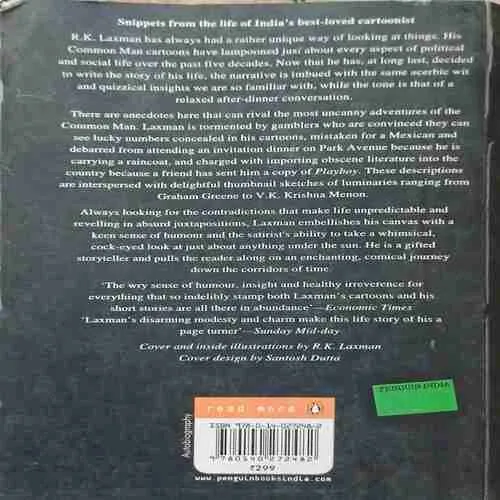 Snippets from the life of India's best-loved cartoonist
R.K. Laxman has always had a rather unique way of looking at things. His
Common Man cartoons have lampooned just about every aspect of political
and social life over the past five decades. Now that he has, at long last, decided
to write the story of his life, the narrative is imbued with the same acerbic wit
and quizzical insights we are so familiar with, while the tone is that of a
relaxed after-dinner conversation.
There are anecdotes here that can rival the most uncanny adventures of the
Common Man. Laxman is tormented by gamblers who are convinced they can
see lucky numbers concealed in his cartoons, mistaken for a Mexican and
debarred from attending an invitation dinner on Park Avenue because he is
carrying a raincoat, and charged with importing obscene literature into the
country because a friend has sent him a copy of Playboy. These descriptions
are interspersed with delightful thumbnail sketches of luminaries ranging from
Graham Greene to V.K. Krishna Menon.
Always looking for the contradictions that make life unpredictable and
revelling in absurd juxtapositions, Laxman embellishes his canvas with a
keen sense of humour and the satirist's ability to take a whimsical,
cock-eyed look at just about anything under the sun. He is a gifted
storyteller and pulls the reader along on an enchanting, comical journey
down the corridors of time.
'The wry sense of humour, insight and healthy irreverence for
everything that so indelibly stamp both Laxman's cartoons and his
short stories are all there in abundance'—Economic Times
'Laxman's disarming modesty and charm make this life story of his a
page turner'—Sunday Mid-day
Cover and inside illustrations by R.K. Laxman
Cover design by Santosh Dutta
PENGUIN INDIA
read more
Autobiography
ISBN 978-0-14-027248-2
9 780140 272482
₹299
www.penguinbooksindia.com